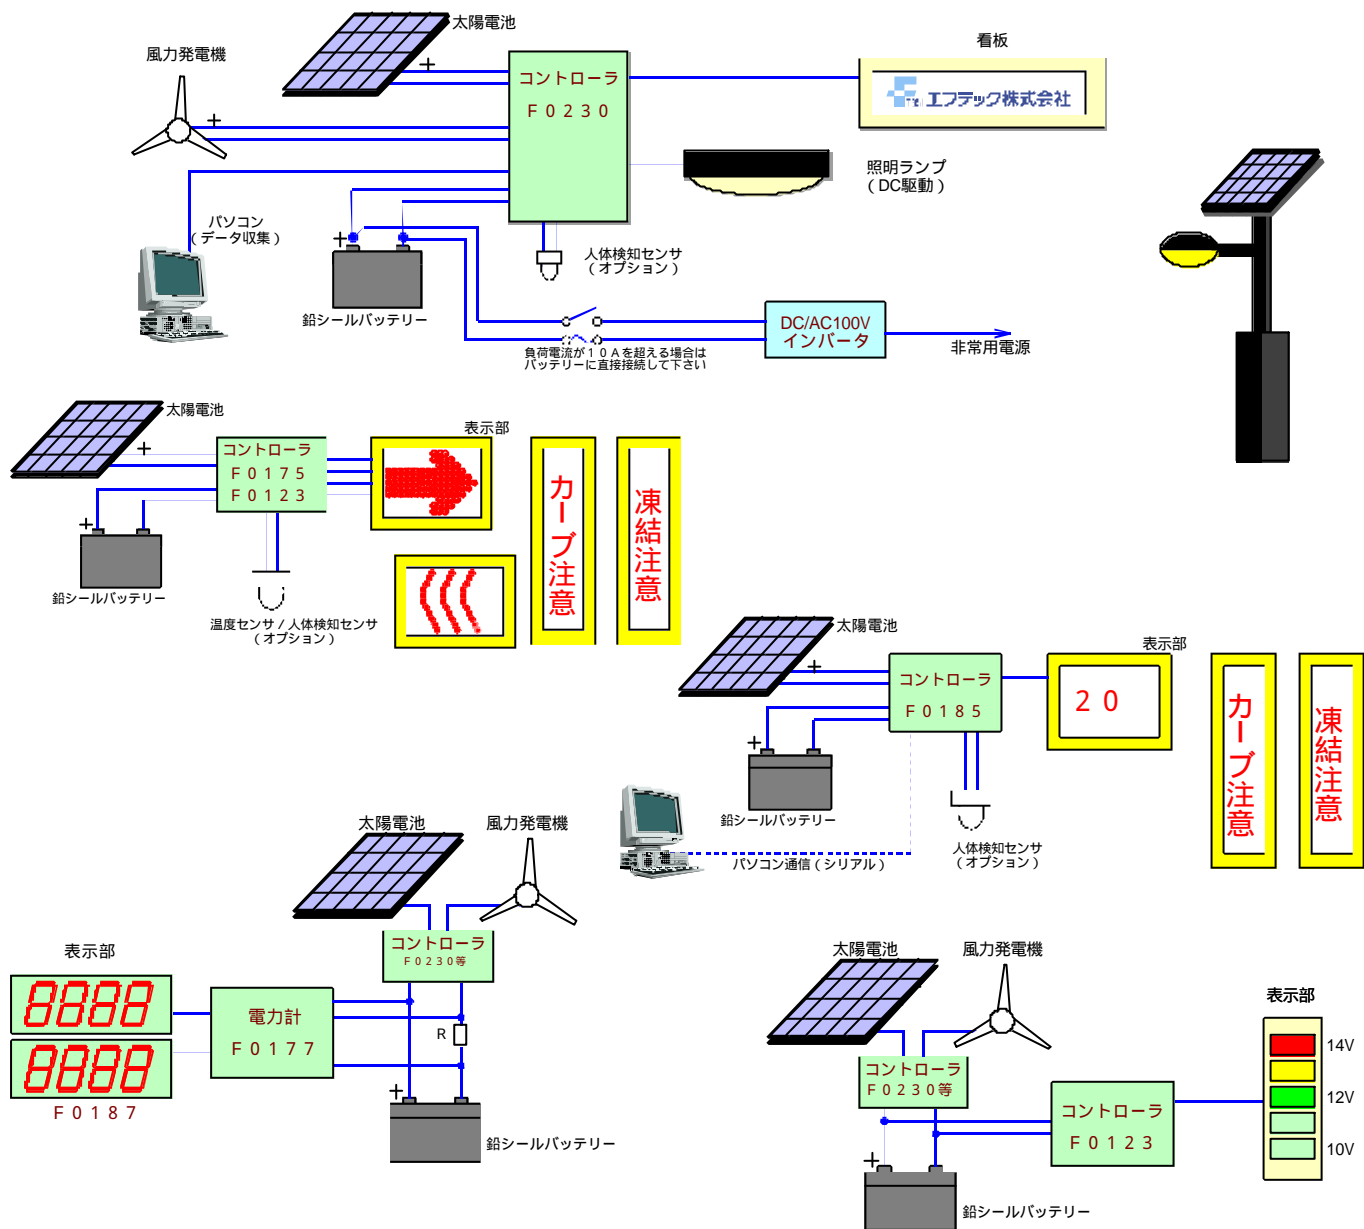 太陽電池
風力発電機
+
+
コントローラ
F0230
看板
エフテック株式会社
照明ランプ
(DC駆動)
パソコン
(データ収集)
+
鉛シールバッテリー
人体検知センサ
(オプション)
負荷電流が10Aを超える場合は
バッテリーに直接接続して下さい
DC/AC100V
インバータ
非常用電源
太陽電池
+
コントローラ
F0175
F0123
+
鉛シールバッテリー
温度センサ/人体検知センサ
(オプション)
表示部
カーブ注意
凍結注意
太陽電池
+
コントローラ
F0185
+
鉛シールバッテリー
パソコン通信(シリアル)
人体検知センサ
(オプション)
表示部
20
カーブ注意
凍結注意
太陽電池
風力発電機
コントローラ
F0230等
表示部
8888
8888
F0187
電力計
F0177
R
+
鉛シールバッテリー
太陽電池
風力発電機
コントローラ
F0230等
コントローラ
F0123
+
鉛シールバッテリー
表示部
14V
12V
10V